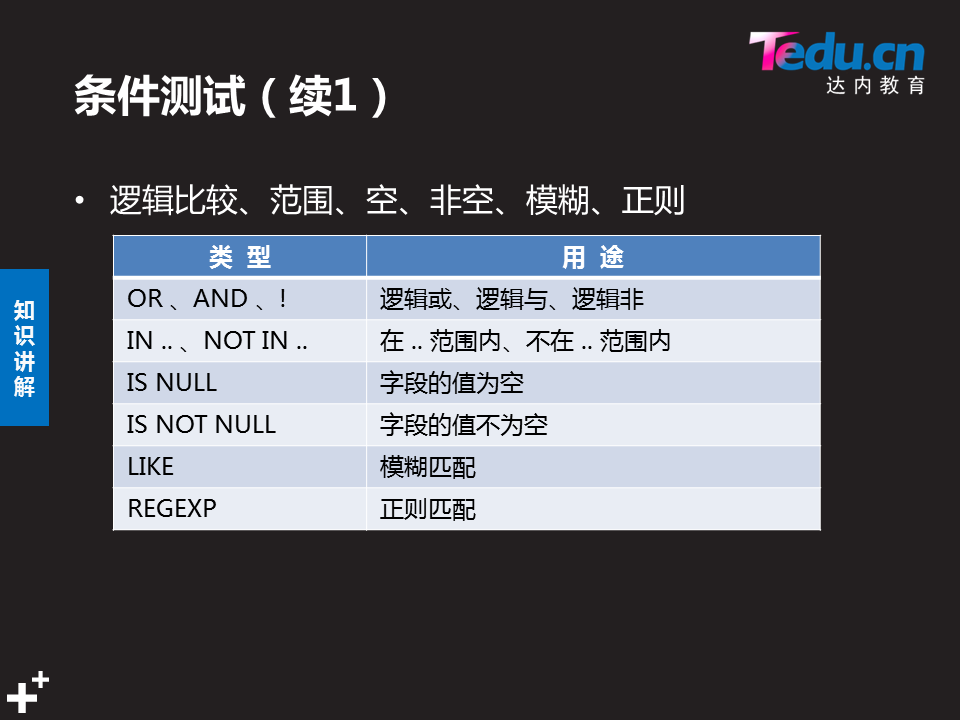 Tedu.cn
达内教育
条件测试（续1）
• 逻辑比较、范围、空、非空、模糊、正则
类 型 用 途
OR 、AND 、! 逻辑或、逻辑与、逻辑非
IN .. 、NOT IN .. 在 .. 范围内、不在 .. 范围内
IS NULL 字段的值为空
IS NOT NULL 字段的值不为空
LIKE 模糊匹配
REGEXP 正则匹配
知识讲解